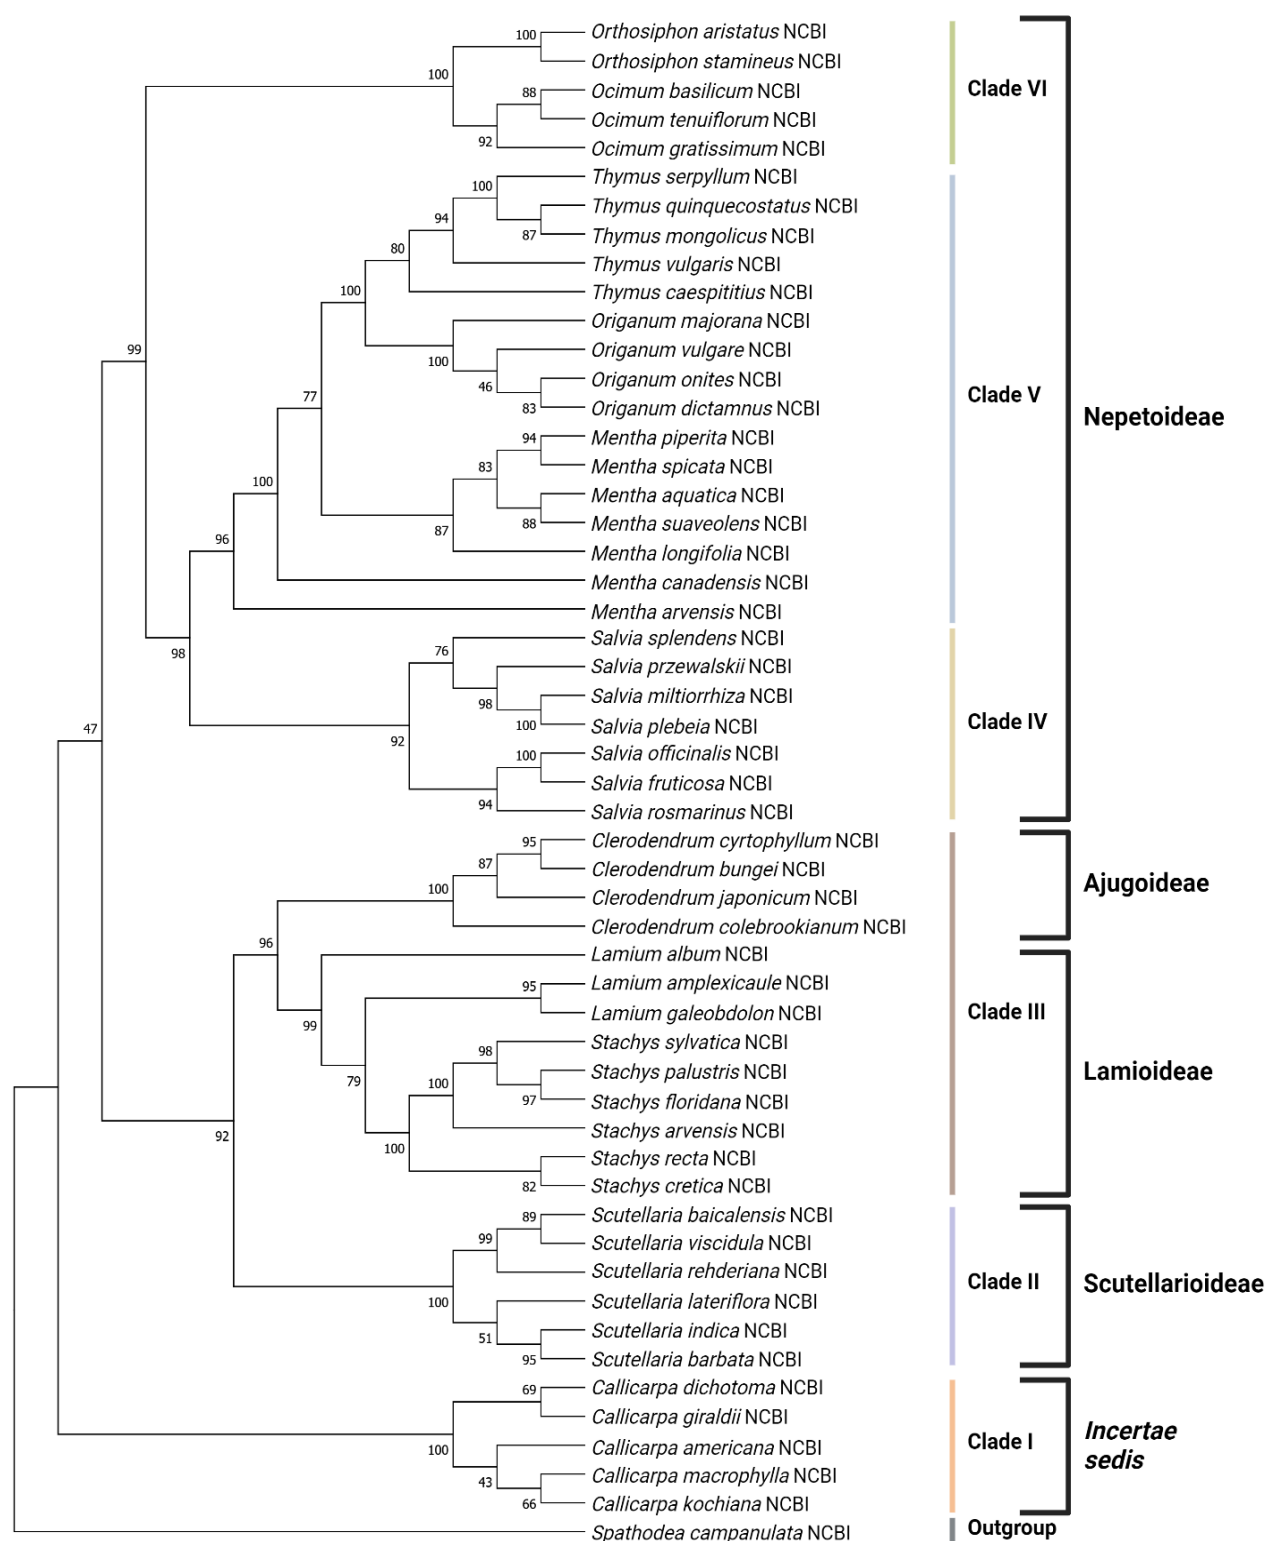 Orthosiphon aristatus NCBI
100
Orthosiphon stamineus NCBI
100
Ocimum basilicum NCBI
88
Clade VI
Ocimum tenuiflorum NCBI
92
Ocimum gratissimum NCBI
Thymus serpyllum NCBI
100
Thymus quinquecostatus NCBI
94
87
Thymus mongolicus NCBI
80
Thymus vulgaris NCBI
100
Thymus caespititius NCBI
Origanum majorana NCBI
99
100
Origanum vulgare NCBI
46
Origanum onites NCBI
77
83
Origanum dictamnus NCBI
Clade V
Nepetoideae
94
Mentha piperita NCBI
83
Mentha spicata NCBI
100
Mentha aquatica NCBI
87
88
Mentha suaveolens NCBI
96
Mentha longifolia NCBI
Mentha canadensis NCBI
Mentha arvensis NCBI
98
76
Salvia splendens NCBI
Salvia przewalskii NCBI
98
Salvia miltiorrhiza NCBI
47
100
Salvia plebeia NCBI
Clade IV
92
100
Salvia officinalis NCBI
Salvia fruticosa NCBI
94
Salvia rosmarinus NCBI
95
Clerodendrum cyrtophyllum NCBI
87
Clerodendrum bungei NCBI
100
Clerodendrum japonicum NCBI
Ajugoideae
Clerodendrum colebrookianum NCBI
96
Lamium album NCBI
95
Lamium amplexicaule NCBI
99
Lamium galeobdolon NCBI
Clade III
98
Stachys sylvatica NCBI
79
100
Stachys palustris NCBI
Lamioideae
97
Stachys floridana NCBI
92
100
Stachys arvensis NCBI
Stachys recta NCBI
82
Stachys cretica NCBI
89
Scutellaria baicalensis NCBI
99
Scutellaria viscidula NCBI
Scutellaria rehderiana NCBI
Clade II
Scutellarioideae
100
Scutellaria lateriflora NCBI
51
Scutellaria indica NCBI
95
Scutellaria barbata NCBI
69
Callicarpa dichotoma NCBI
Callicarpa giraldii NCBI
100
Callicarpa americana NCBI
Clade I
Incertae
sedis
43
Callicarpa macrophylla NCBI
66
Callicarpa kochiana NCBI
Spathodea campanulata NCBI
Outgroup